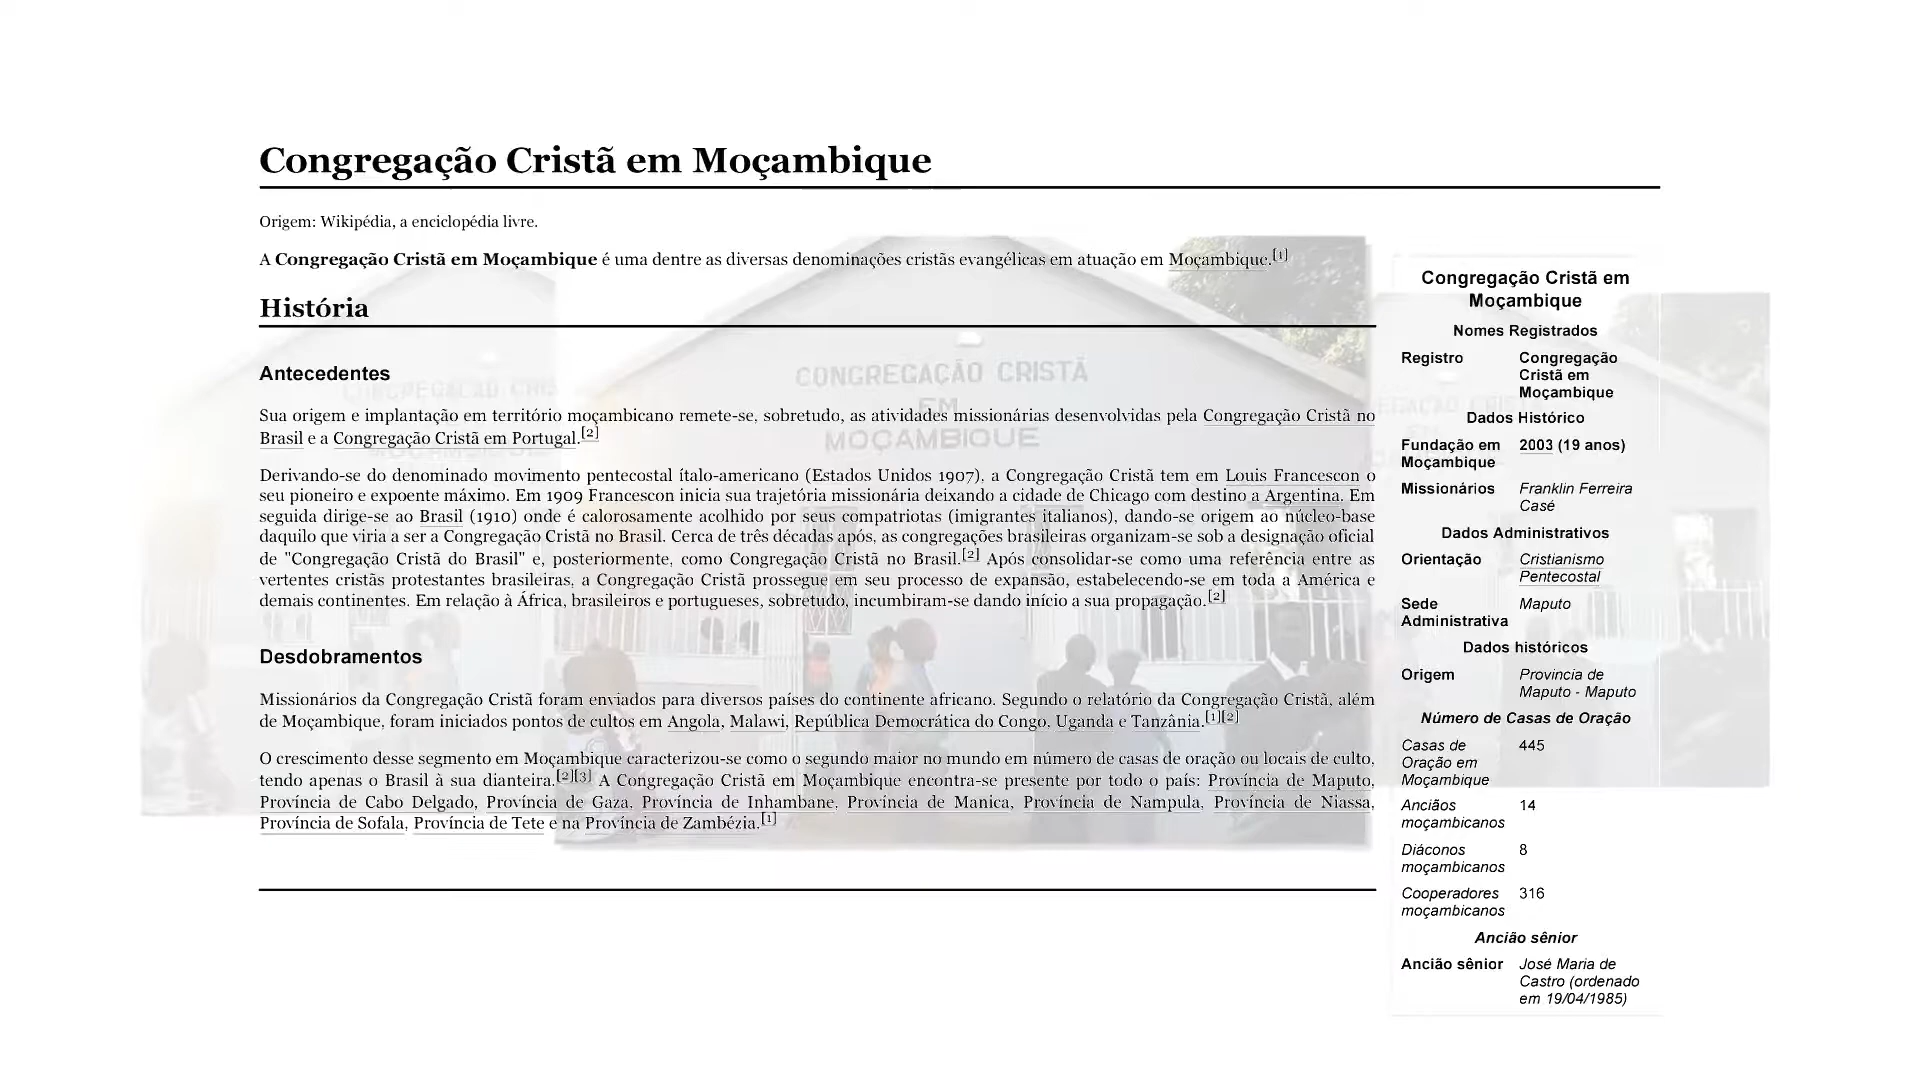 Congregação Cristã em Moçambique
Origem: Wikipédia, a enciclopédia livre.
A Congregação Cristã em Moçambique é uma dentre as diversas denominações cristãs evangélicas em atuação em Moçambique.[1]
História
Antecedentes
Sua origem e implantação em território moçambicano remete-se, sobretudo, as atividades missionárias desenvolvidas pela Congregação Cristã no
Brasil e a Congregação Cristã em Portugal.[2]
Derivando-se do denominado movimento pentecostal ítalo-americano (Estados Unidos 1907), a Congregação Cristã tem em Louis Francescon o
seu pioneiro e expoente máximo. Em 1909 Francescon inicia sua trajetória missionária deixando a cidade de Chicago com destino a Argentina. Em
seguida dirige-se ao Brasil (1910) onde é calorosamente acolhido por seus compatriotas (imigrantes italianos), dando-se origem ao núcleo-base
daquilo que viria a ser a Congregação Cristã no Brasil. Cerca de três décadas após, as congregações brasileiras organizam-se sob a designação oficial
de "Congregação Cristã do Brasil" e, posteriormente, como Congregação Cristã no Brasil.[2] Após consolidar-se como uma referência entre as
vertentes cristãs protestantes brasileiras, a Congregação Cristã prossegue em seu processo de expansão, estabelecendo-se em toda a América e
demais continentes. Em relação à África, brasileiros e portugueses, sobretudo, incumbiram-se dando início a sua propagação.[2]
Desdobramentos
Missionários da Congregação Cristã foram enviados para diversos países do continente africano. Segundo o relatório da Congregação Cristã, além
de Moçambique, foram iniciados pontos de cultos em Angola, Malawi, República Democrática do Congo, Uganda e Tanzânia.[1][2]
O crescimento desse segmento em Moçambique caracterizou-se como o segundo maior no mundo em número de casas de oração ou locais de culto,
tendo apenas o Brasil à sua dianteira.[2][3] A Congregação Cristã em Moçambique encontra-se presente por todo o país: Província de Maputo,
Província de Cabo Delgado, Província de Gaza, Província de Inhambane, Província de Manica, Província de Nampula, Província de Niassa,
Província de Sofala, Província de Tete e na Província de Zambézia.[1]
Congregação Cristã em
Moçambique
Nomes Registrados
Registro Congregação
Cristã em
Moçambique
Dados Histórico
Fundação em 2003 (19 anos)
Moçambique
Missionários Franklin Ferreira
Casé
Dados Administrativos
Orientação Cristianismo
Pentecostal
Sede Maputo
Administrativa
Dados históricos
Origem Provincia de
Maputo - Maputo
Número de Casas de Oração
Casas de 445
Oração em
Moçambique
Anciãos 14
moçambicanos
Diáconos 8
moçambicanos
Cooperadores 316
moçambicanos
Ancião sênior
Ancião sênior José Maria de
Castro (ordenado
em 19/04/1985)
CONGREGAÇÃO CRISTÃ
EM
MOÇAMBIQUE